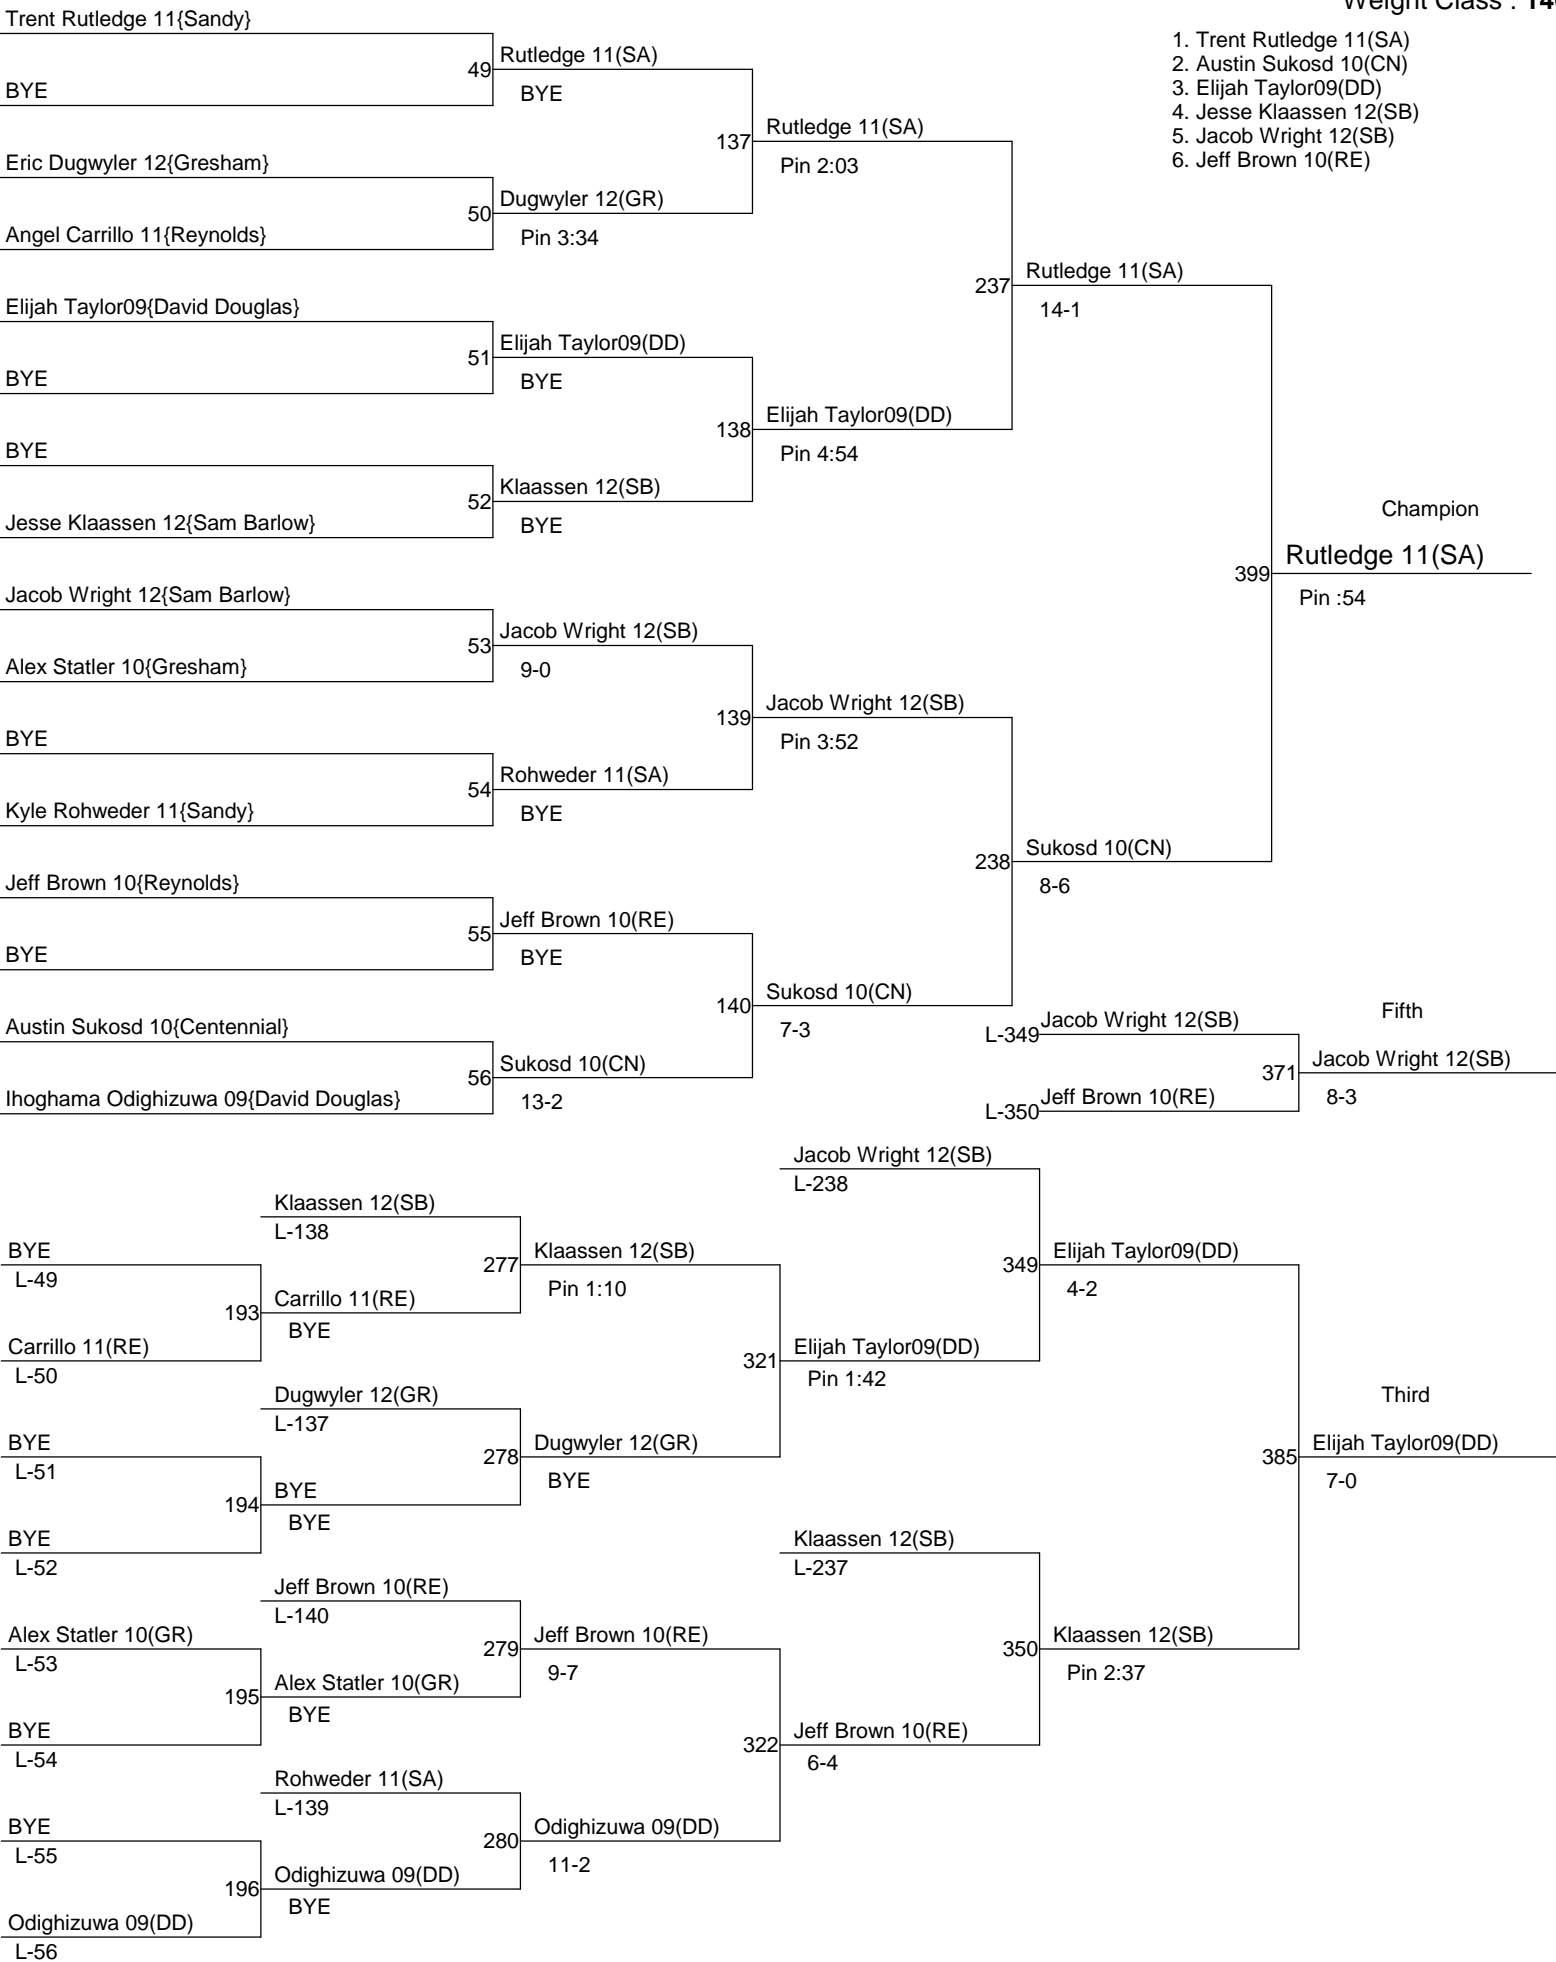 Weight Class :
1. Trent Rutledge 11(SA)
2. Austin Sukosd 10(CN)
3. Elijah Taylor09(DD)
4. Jesse Klaassen 12(SB)
5. Jacob Wright 12(SB)
6. Jeff Brown 10(RE)
Trent Rutledge 11{Sandy}
BYE
Eric Dugwyler 12{Gresham}
Angel Carrillo 11{Reynolds}
Elijah Taylor09{David Douglas}
BYE
BYE
Jesse Klaassen 12{Sam Barlow}
Jacob Wright 12{Sam Barlow}
Alex Statler 10{Gresham}
BYE
Kyle Rohweder 11{Sandy}
Jeff Brown 10{Reynolds}
BYE
Austin Sukosd 10{Centennial}
Ihoghama Odighizuwa 09{David Douglas}
49 Rutledge 11(SA)
BYE
50 Dugwyler 12(GR)
Pin 3:34
51 Elijah Taylor09(DD)
BYE
52 Klaassen 12(SB)
BYE
53 Jacob Wright 12(SB)
9-0
54 Rohweder 11(SA)
BYE
55 Jeff Brown 10(RE)
BYE
56 Sukosd 10(CN)
13-2
137 Rutledge 11(SA)
Pin 2:03
138 Elijah Taylor09(DD)
Pin 4:54
139 Jacob Wright 12(SB)
Pin 3:52
140 Sukosd 10(CN)
7-3
237 Rutledge 11(SA)
14-1
238 Sukosd 10(CN)
8-6
Champion
399 Rutledge 11(SA)
Pin :54
Fifth
L-349 Jacob Wright 12(SB)
L-350 Jeff Brown 10(RE)
371 Jacob Wright 12(SB)
8-3
BYE
L-49
Carrillo 11(RE)
L-50
BYE
L-51
BYE
L-52
Alex Statler 10(GR)
L-53
BYE
L-54
BYE
L-55
Odighizuwa 09(DD)
L-56
Klaassen 12(SB)
L-138
193 Carrillo 11(RE)
BYE
Dugwyler 12(GR)
L-137
194 BYE
BYE
Jeff Brown 10(RE)
L-140
195 Alex Statler 10(GR)
BYE
Rohweder 11(SA)
L-139
196 Odighizuwa 09(DD)
BYE
277 Klaassen 12(SB)
Pin 1:10
278 Dugwyler 12(GR)
BYE
279 Jeff Brown 10(RE)
9-7
280 Odighizuwa 09(DD)
11-2
Jacob Wright 12(SB)
L-238
321 Elijah Taylor09(DD)
Pin 1:42
Klaassen 12(SB)
L-237
322 Jeff Brown 10(RE)
6-4
349 Elijah Taylor09(DD)
4-2
350 Klaassen 12(SB)
Pin 2:37
Third
385 Elijah Taylor09(DD)
7-0